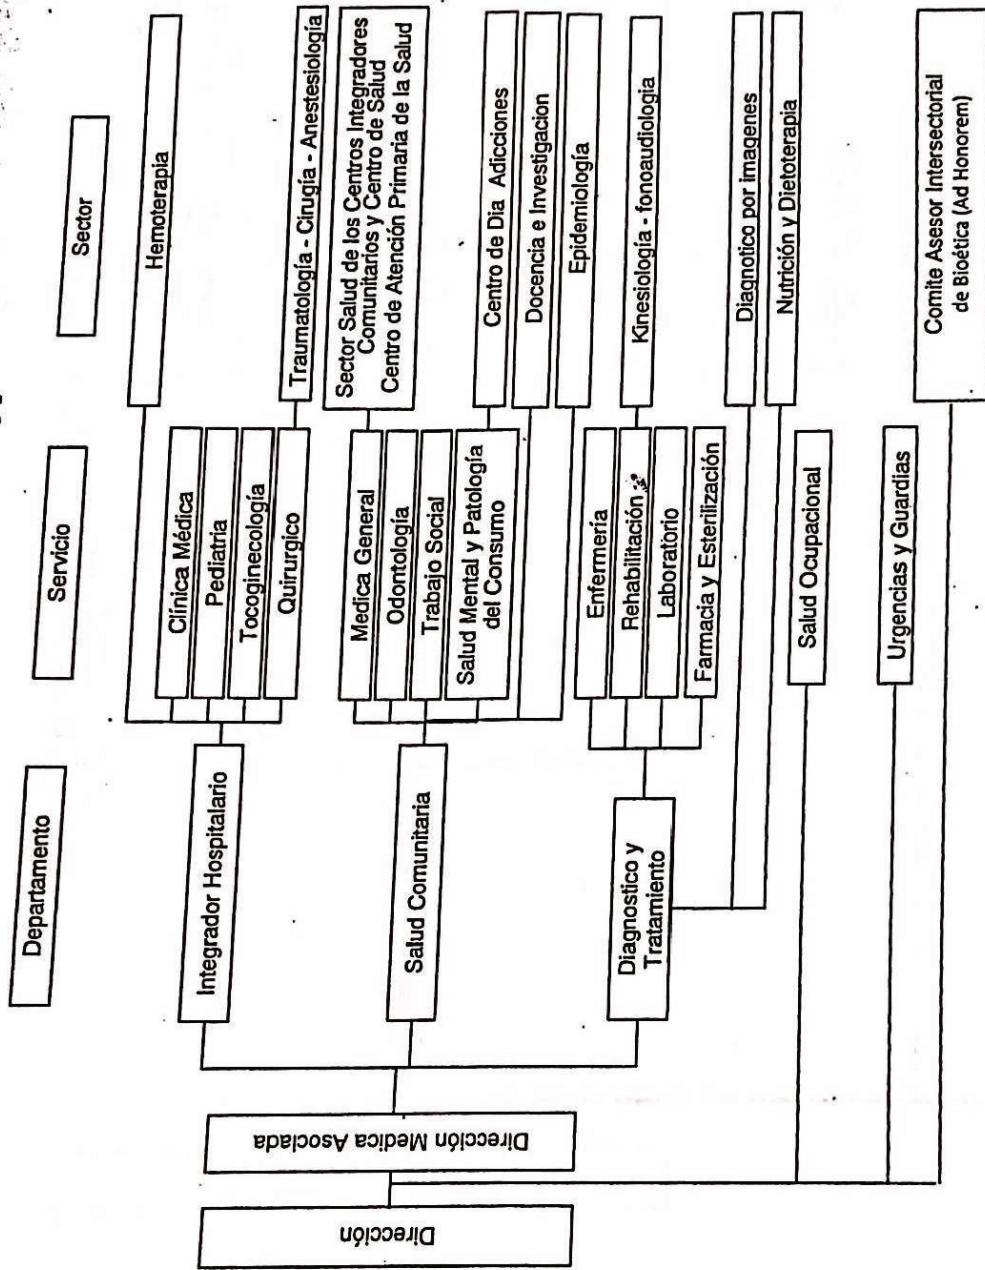 Departamento
Servicio
Sector
Dirección
Dirección Medica Asociada
Integrador Hospitalario
Clínica Médica
Pediatria
Tocoginecología
Quirurgico
Hemoterapia
Traumatología - Cirugía - Anestesiología
Salud Comunitaria
Medica General
Odontología
Trabajo Social
Salud Mental y Patología
del Consumo
Sector Salud de los Centros Integradores
Comunitarios y Centro de Salud
Centro de Atención Primaria de la Salud
Centro de Dia Adicciones
Docencia e Investigacion
Epidemiología
Diagnostico y
Tratamiento
Enfermería
Rehabilitación
Laboratorio
Farmacia y Esterilización
Kinesiología - fonoaudiologia
Diagnotico por imagenes
Nutrición y Dietoterapia
Salud Ocupacional
Urgencias y Guardias
Comite Asesor Intersectorial
de Bioética (Ad Honorem)